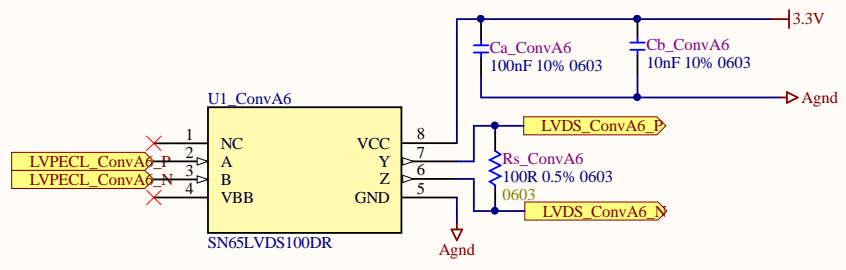 3.3V
Ca_ConvA6
100nF 10% 0603
Cb_ConvA6
10nF 10% 0603
Agnd
U1_ConvA6
1
NC
VCC
8
LVDS_ConvA6_P
LVPECL_ConvA6_P
2
A
Y
7
Rs_ConvA6
LVPECL_ConvA6_N
3
B
Z
6
100R 0.5% 0603
4
VBB
GND
5
0603
LVDS_ConvA6_N
SN65LVDS100DR
Agnd